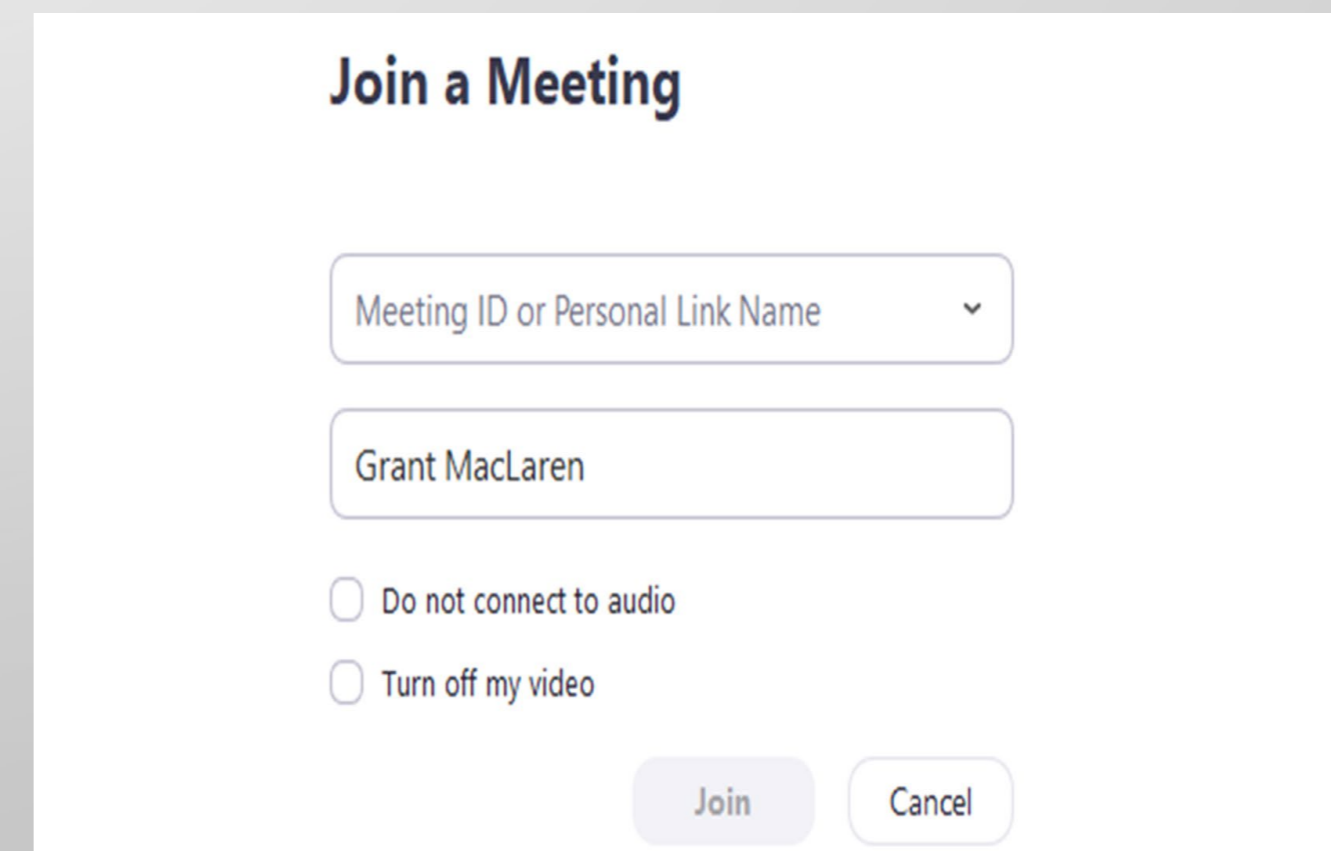 Join a Meeting
Meeting ID or Personal Link Name
Grant MacLaren
Do not connect to audio
Turn off my video
Join Cancel